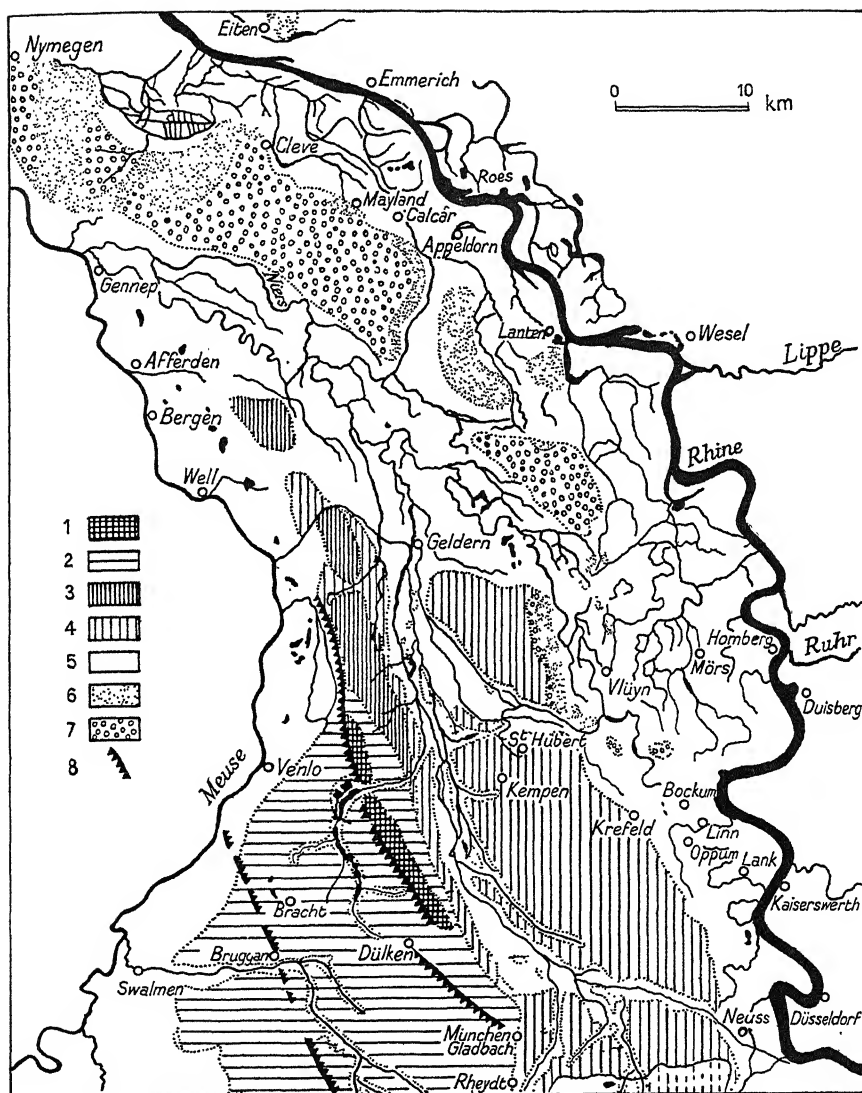 Eiten
Nymegen
Emmerich
0 10
km
Cleve
Roes
Mayland
Calcâr
Appeldorn
Gennep
Niers
Lanten
Wesel
Lippe
Afferden
Bergen
Rhine
Well
1
2
3
4
5
6
7
8
Geldern
Homberg
Ruhr
Mörs
Vlüyn
Duisberg
Meuse
Venlo
St Hubert
Kempen
Bockum
Krefeld
Linn
Oppum
Lank
Kaiserswerth
Bracht
Dülken
Bruggan
Swalmen
Neuss
Düsseldorf
München
Gladbach
Rheydt